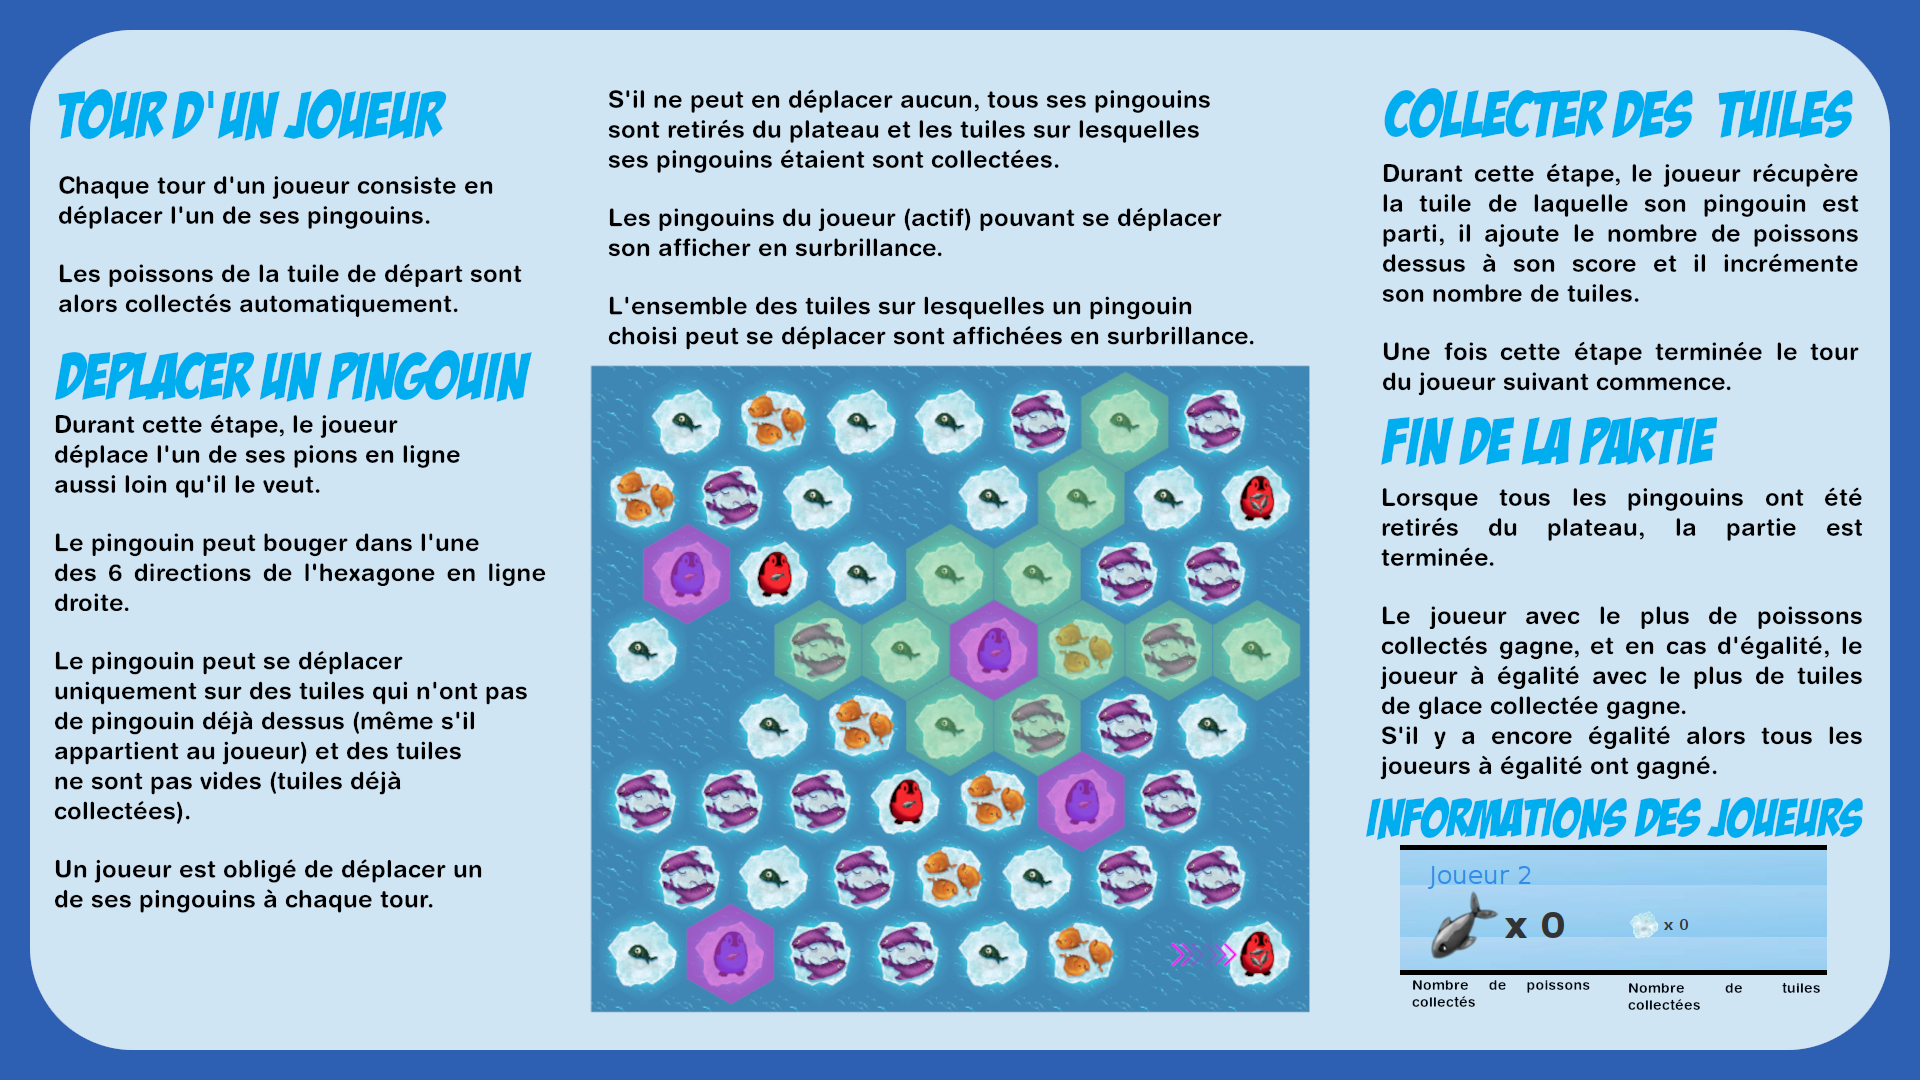 TOUR D'UN JOUEUR
Chaque tour d'un joueur consiste en
déplacer l'un de ses pingouins.
Les poissons de la tuile de départ sont
alors collectés automatiquement.
DEPLACER UN PINGOUIN
Durant cette étape, le joueur
déplace l'un de ses pions en ligne
aussi loin qu'il le veut.
Le pingouin peut bouger dans l'une
des 6 directions de l'hexagone en ligne
droite.
Le pingouin peut se déplacer
uniquement sur des tuiles qui n'ont pas
de pingouin déjà dessus (même s'il
appartient au joueur) et des tuiles
ne sont pas vides (tuiles déjà
collectées).
Un joueur est obligé de déplacer un
de ses pingouins à chaque tour.
S'il ne peut en déplacer aucun, tous ses pingouins
sont retirés du plateau et les tuiles sur lesquelles
ses pingouins étaient sont collectées.
Les pingouins du joueur (actif) pouvant se déplacer
son afficher en surbrillance.
L'ensemble des tuiles sur lesquelles un pingouin
choisi peut se déplacer sont affichées en surbrillance.
COLLECTER DES TUILES
Durant cette étape, le joueur récupère
la tuile de laquelle son pingouin est
parti, il ajoute le nombre de poissons
dessus à son score et il incrémente
son nombre de tuiles.
Une fois cette étape terminée le tour
du joueur suivant commence.
FIN DE LA PARTIE
Lorsque tous les pingouins ont été
retirés du plateau, la partie est
terminée.
Le joueur avec le plus de poissons
collectés gagne, et en cas d'égalité, le
joueur à égalité avec le plus de tuiles
de glace collectée gagne.
S'il y a encore égalité alors tous les
joueurs à égalité ont gagné.
INFORMATIONS DES JOUEURS
Joueur 2
x 0
x 0
Nombre de poissons
collectés
Nombre de tuiles
collectées